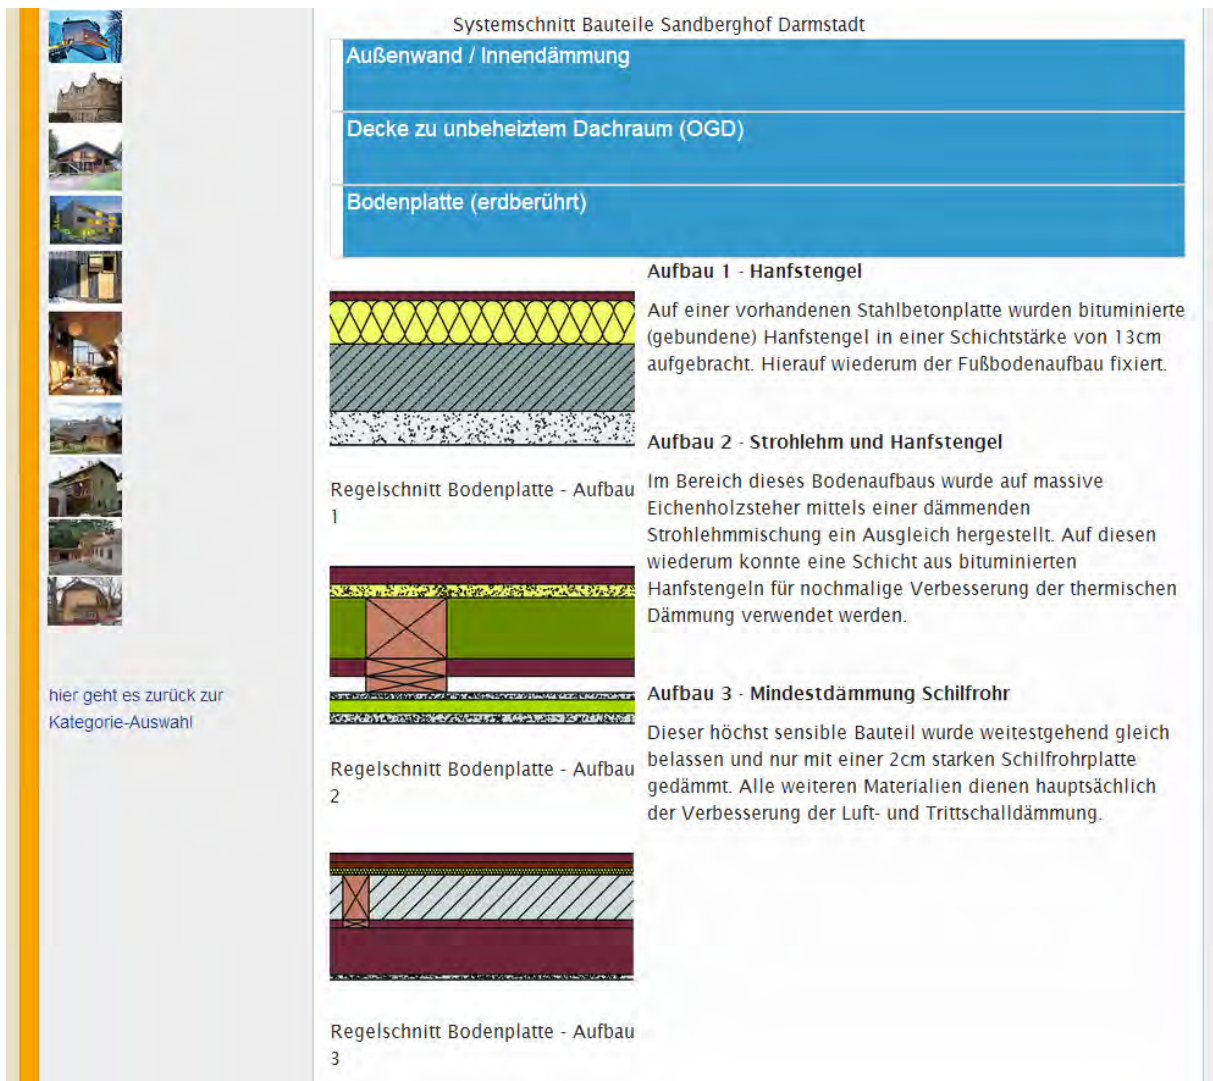 Systemschnitt Bauteile Sandberghof Darmstadt
Außenwand / Innendämmung
Decke zu unbeheiztem Dachraum (OGD)
Bodenplatte (erdberührt)
Aufbau 1 - Hanfstengel
Auf einer vorhandenen Stahlbetonplatte wurden bituminierte
(gebundene) Hanfstengel in einer Schichtstärke von 13cm
aufgebracht. Hierauf wiederum der Fußbodenaufbau fixiert.
Regelschnitt Bodenplatte - Aufbau
1
Aufbau 2 - Strohlehm und Hanfstengel
Im Bereich dieses Bodenaufbaus wurde auf massive
Eichenholzsteher mittels einer dämmenden
Strohlehmmischung ein Ausgleich hergestellt. Auf diesen
wiederum konnte eine Schicht aus bituminierten
Hanfstengeln für nochmalige Verbesserung der thermischen
Dämmung verwendet werden.
Regelschnitt Bodenplatte - Aufbau
2
Aufbau 3 - Mindestdämmung Schilfrohr
Dieser höchst sensible Bauteil wurde weitestgehend gleich
belassen und nur mit einer 2cm starken Schilfrohrplatte
gedämmt. Alle weiteren Materialien dienen hauptsächlich
der Verbesserung der Luft- und Trittschalldämmung.
Regelschnitt Bodenplatte - Aufbau
3
hier geht es zurück zur
Kategorie-Auswahl